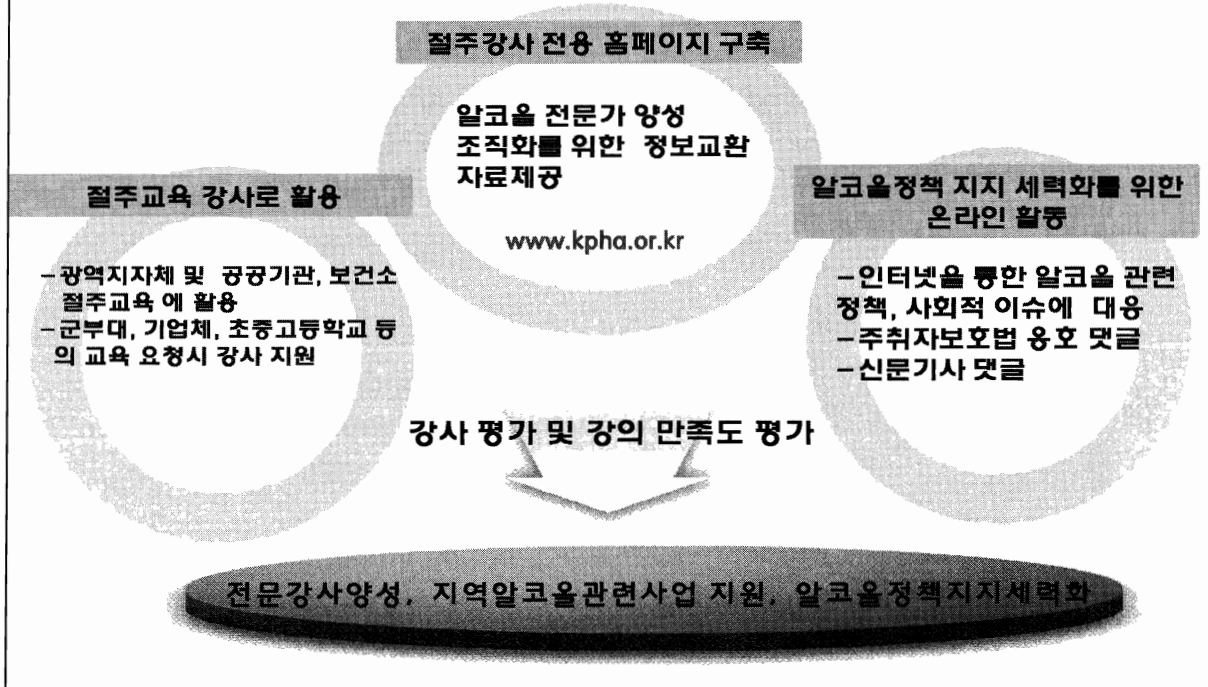 절주강사 전용 홈페이지 구축
알코올 전문가 양성
조직화를 위한 정보교환
자료제공
www.kpha.or.kr
절주교육 강사로 활용
–광역지자체 및 공공기관, 보건소
절주교육 에 활용
–군부대, 기업체, 초중고등학교 등
의 교육 요청시 강사 지원
알코올정책 지지 세력화를 위한
온라인 활동
–인터넷을 통한 알코올 관련
정책, 사회적 이슈에 대응
–주취자보호법 옹호 댓글
–신문기사 댓글
강사 평가 및 강의 만족도 평가
전문강사양성, 지역알코올관련사업 지원, 알코올정책지지세력화